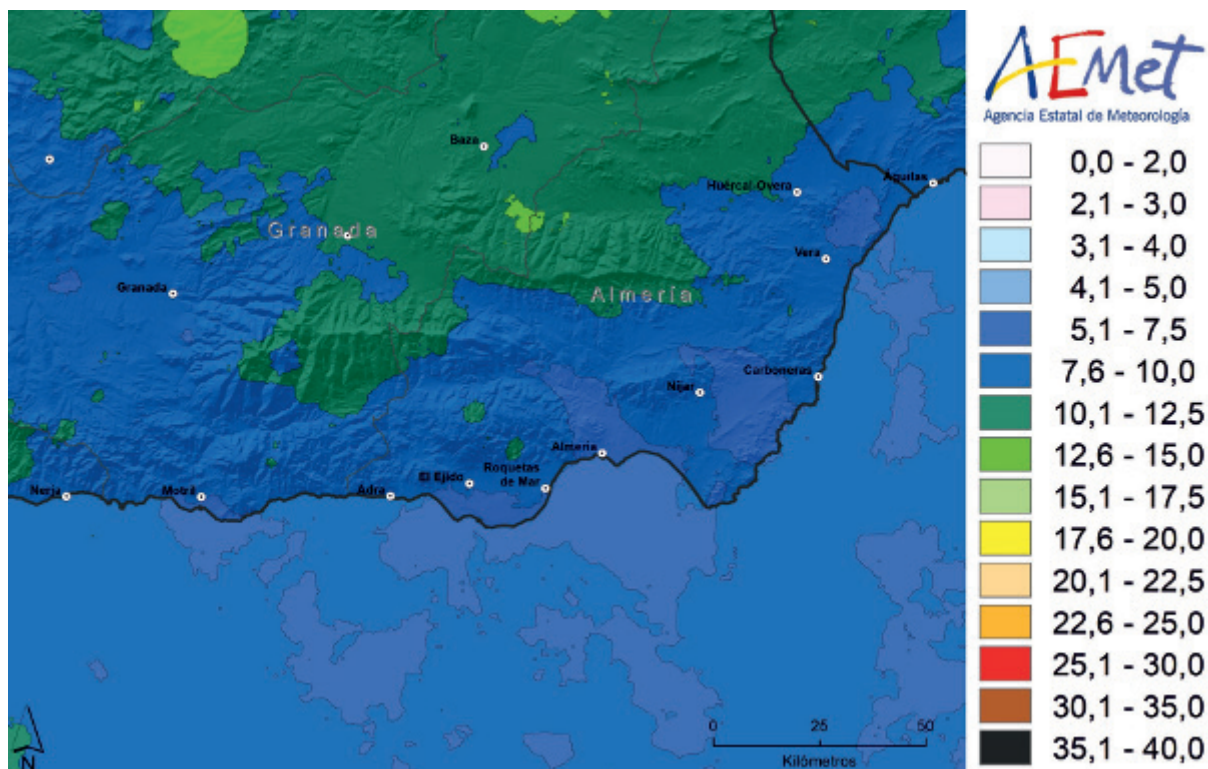 Baza
Huércal-Overa
Águilas
Granada
Vera
Granada
Almería
Níjar
Carboneras
Almería
El Ejido
Roquetas
de Mar
Nerja
Motril
Adra
N
0 25 50
Kilómetros
AEMet
Agencia Estatal de Meteorología
0,0 - 2,0
2,1 - 3,0
3,1 - 4,0
4,1 - 5,0
5,1 - 7,5
7,6 - 10,0
10,1 - 12,5
12,6 - 15,0
15,1 - 17,5
17,6 - 20,0
20,1 - 22,5
22,6 - 25,0
25,1 - 30,0
30,1 - 35,0
35,1 - 40,0